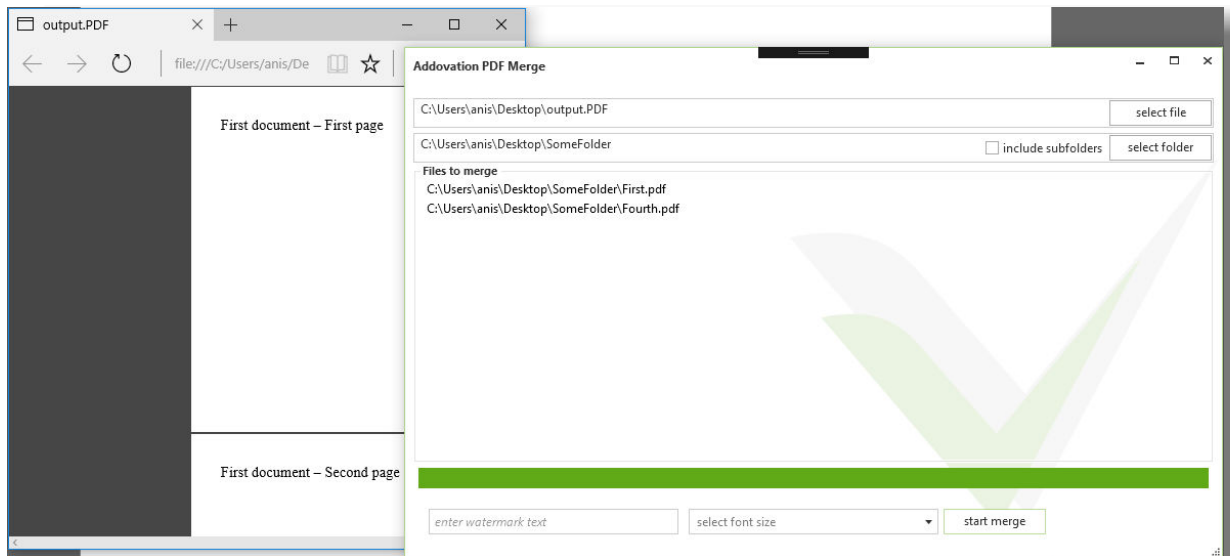 output.PDF
file:///C:/Users/anis/De
First document – First page
First document – Second page
Addovation PDF Merge
C:\Users\anis\Desktop\output.PDF
select file
C:\Users\anis\Desktop\SomeFolder
include subfolders
select folder
Files to merge
C:\Users\anis\Desktop\SomeFolder\First.pdf
C:\Users\anis\Desktop\SomeFolder\Fourth.pdf
enter watermark text
select font size
start merge